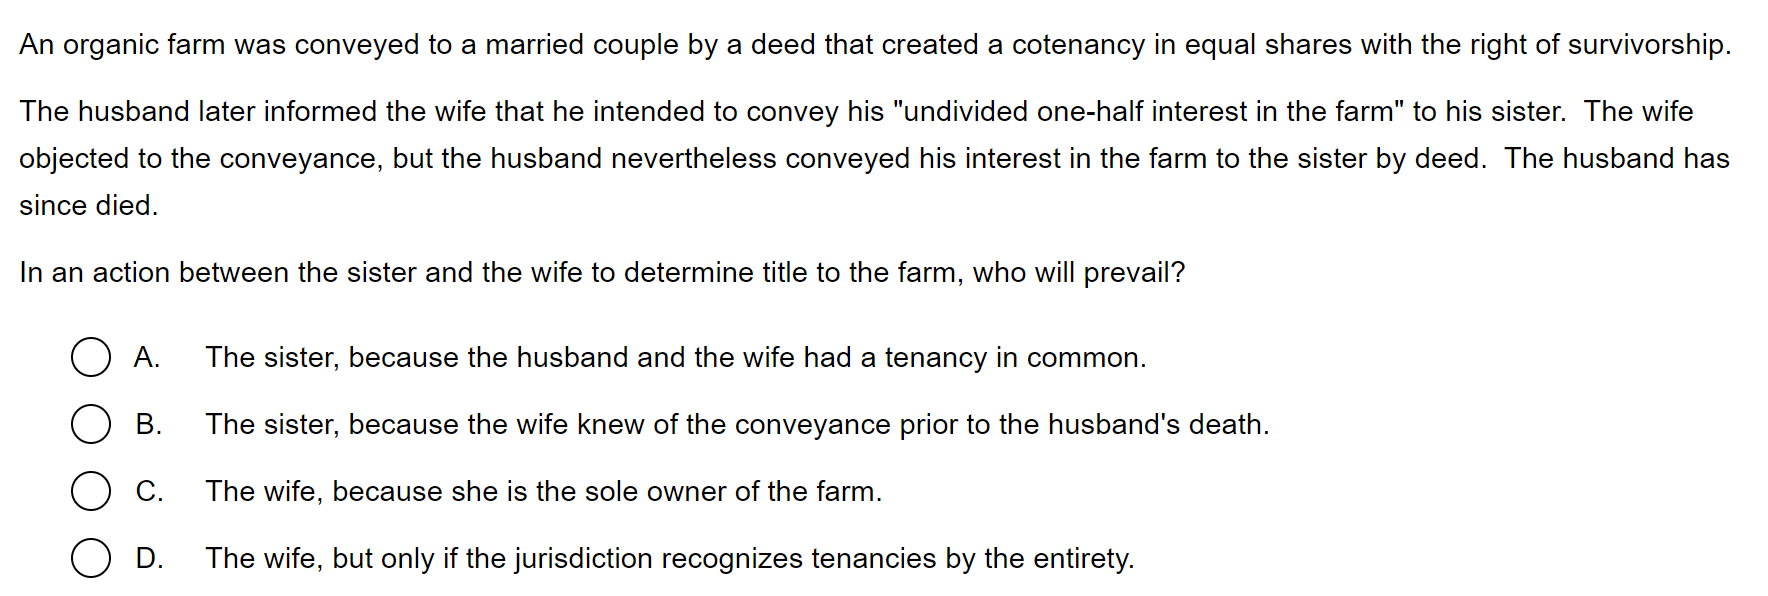 An organic farm was conveyed to a married couple by a deed that created a cotenancy in equal shares with the right of survivorship.
The husband later informed the wife that he intended to convey his "undivided one-half interest in the farm" to his sister.  The wife
objected to the conveyance, but the husband nevertheless conveyed his interest in the farm to the sister by deed.  The husband has
since died.
In an action between the sister and the wife to determine title to the farm, who will prevail?
A. The sister, because the husband and the wife had a tenancy in common.
B. The sister, because the wife knew of the conveyance prior to the husband's death.
C. The wife, because she is the sole owner of the farm.
D. The wife, but only if the jurisdiction recognizes tenancies by the entirety.